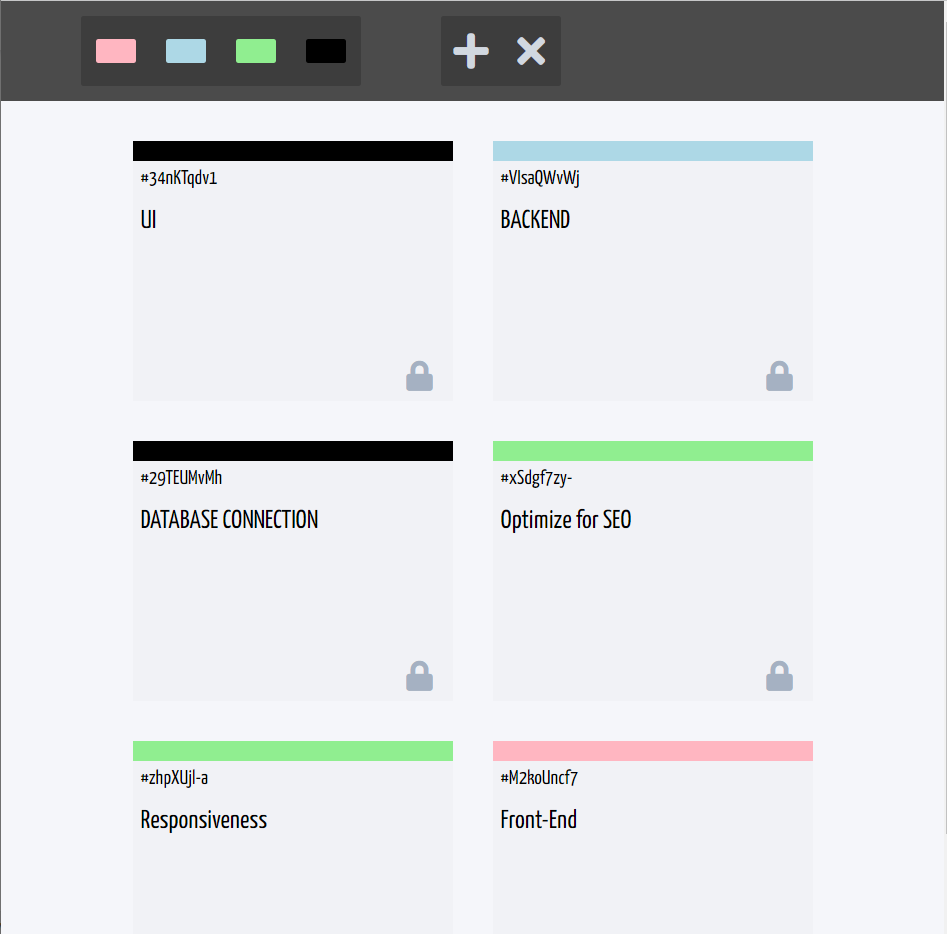 #34nKTqdv1
UI
#VIsaQWvWj
BACKEND
#29TEUMvMh
DATABASE CONNECTION
#xSdgf7zy-
Optimize for SEO
#zhpXUjl-a
Responsiveness
#M2koUncf7
Front-End